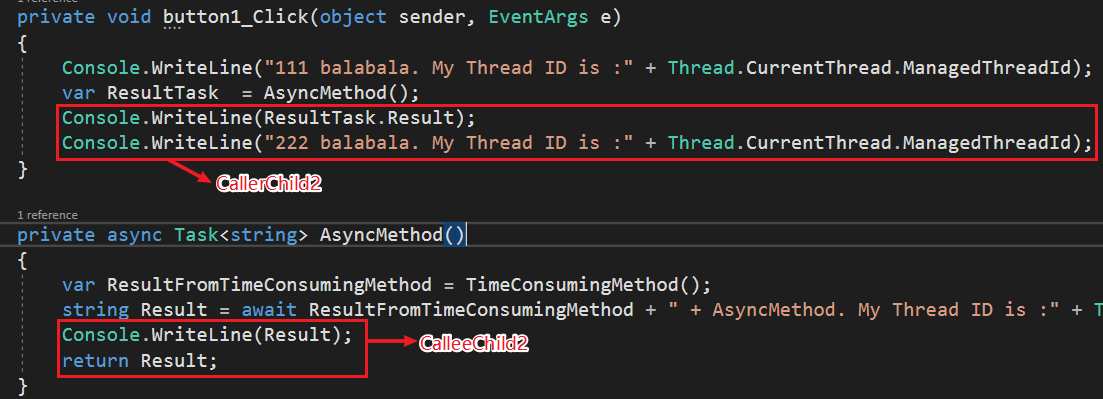 1 reference
private void button1_Click(object sender, EventArgs e)
{
Console.WriteLine("111 balabala. My Thread ID is :" + Thread.CurrentThread.ManagedThreadId);
var ResultTask  = AsyncMethod();
Console.WriteLine(ResultTask.Result);
Console.WriteLine("222 balabala. My Thread ID is :" + Thread.CurrentThread.ManagedThreadId);
}
CallerChild2
1 reference
private async Task<string> AsyncMethod()
{
var ResultFromTimeConsumingMethod = TimeConsumingMethod();
string Result = await ResultFromTimeConsumingMethod + " + AsyncMethod. My Thread ID is :" + T
Console.WriteLine(Result);
CalleeChild2
return Result;
}